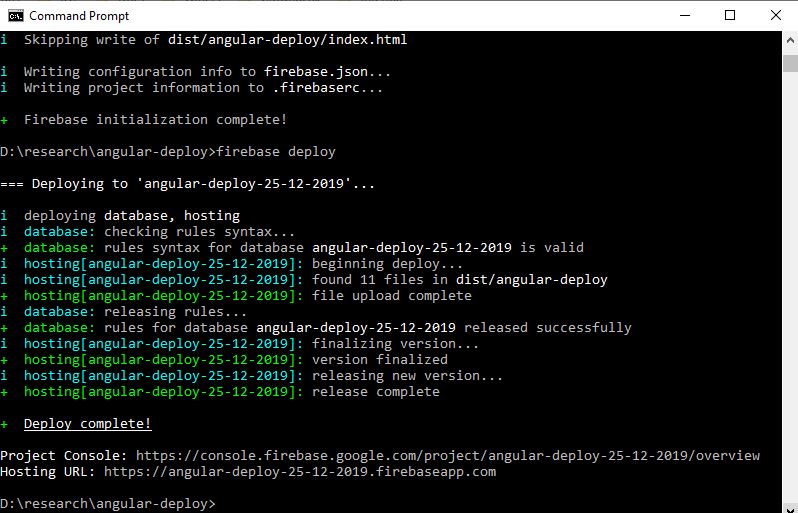 Command Prompt
i  Skipping write of dist/angular-deploy/index.html
i  Writing configuration info to firebase.json...
i  Writing project information to .firebaserc...
+  Firebase initialization complete!
D:\research\angular-deploy>firebase deploy
=== Deploying to 'angular-deploy-25-12-2019'...
i  deploying database, hosting
i  database: checking rules syntax...
+  database: rules syntax for database angular-deploy-25-12-2019 is valid
i  hosting[angular-deploy-25-12-2019]: beginning deploy...
i  hosting[angular-deploy-25-12-2019]: found 11 files in dist/angular-deploy
+  hosting[angular-deploy-25-12-2019]: file upload complete
i  database: releasing rules...
+  database: rules for database angular-deploy-25-12-2019 released successfully
i  hosting[angular-deploy-25-12-2019]: finalizing version...
+  hosting[angular-deploy-25-12-2019]: version finalized
i  hosting[angular-deploy-25-12-2019]: releasing new version...
+  hosting[angular-deploy-25-12-2019]: release complete
+  Deploy complete!
Project Console: https://console.firebase.google.com/project/angular-deploy-25-12-2019/overview
Hosting URL: https://angular-deploy-25-12-2019.firebaseapp.com
D:\research\angular-deploy>